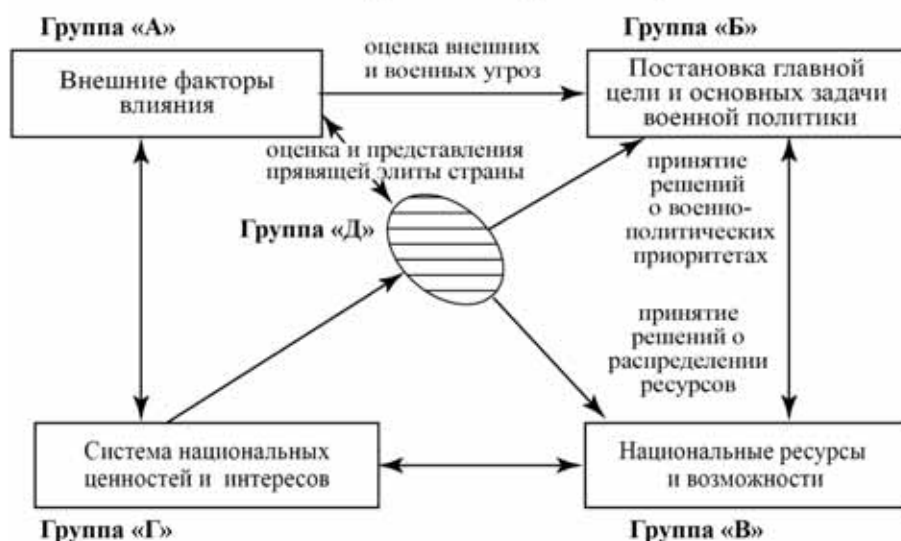 Группа «А»
Внешние факторы
влияния
оценка внешних
и военных угроз
Группа «Б»
Постановка главной
цели и основных задачи
военной политики
оценка и представления
прявящей элиты страны
Группа «Д»
принятие
решений
о военно-
политических
приоритетах
принятие
решений о
распределении
ресурсов
Система национальных
ценностей и интересов
Группа «Г»
Национальные ресурсы
и возможности
Группа «В»